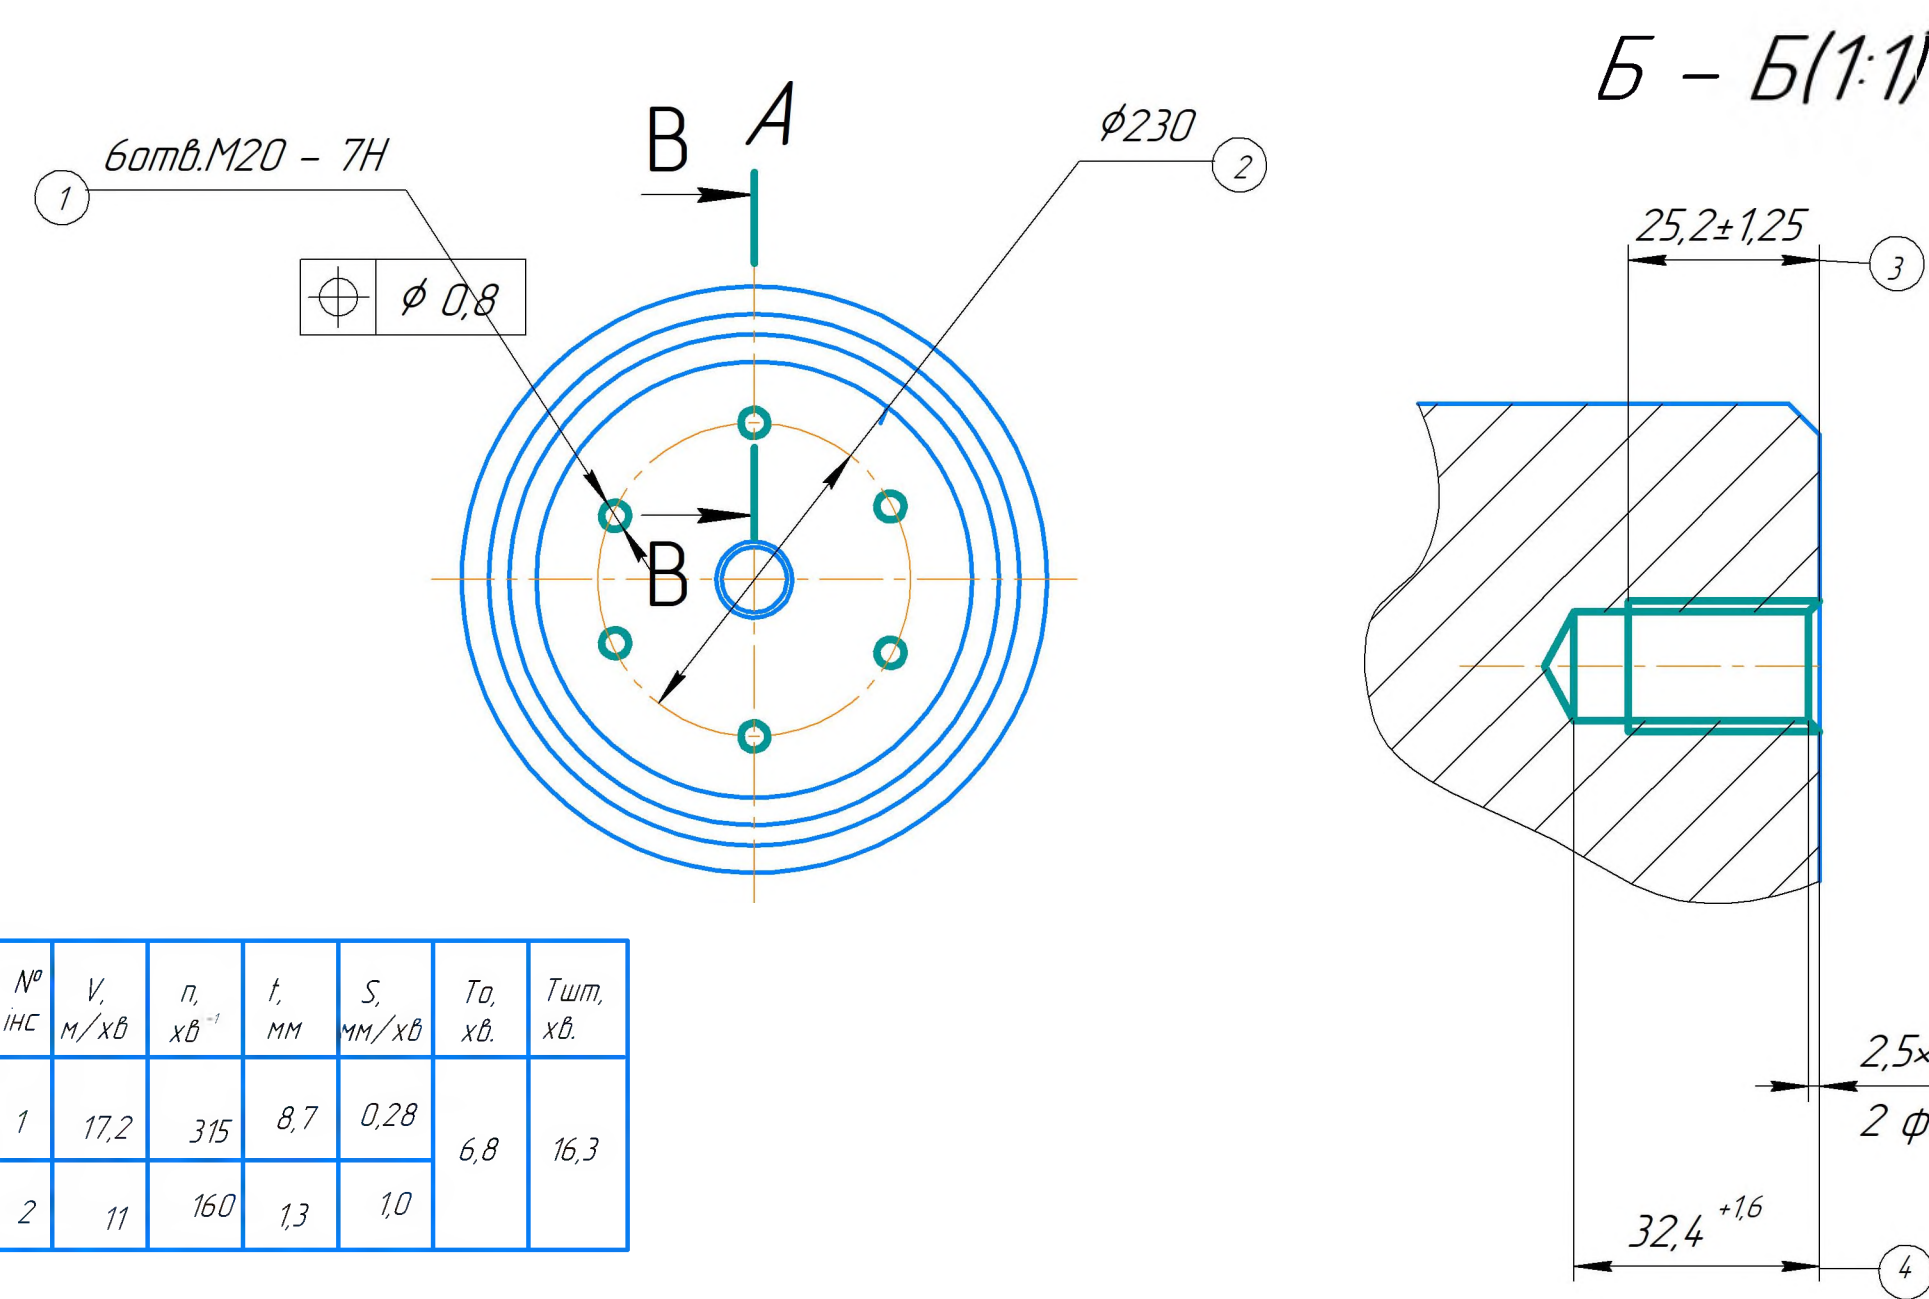 Б - Б(1:1)
6отв.М20 - 7Н
1
В
А
⌀230
2
⌀ 0,8
25,2±1,25
3
В
2,5×
2 ф
32,4 +1,6
4
№ інс
V, м/хв
n, хв⁻¹
t, мм
S, мм/хв
То, хв.
Тшт, хв.
1
17,2
315
8,7
0,28
6,8
16,3
2
11
160
1,3
1,0